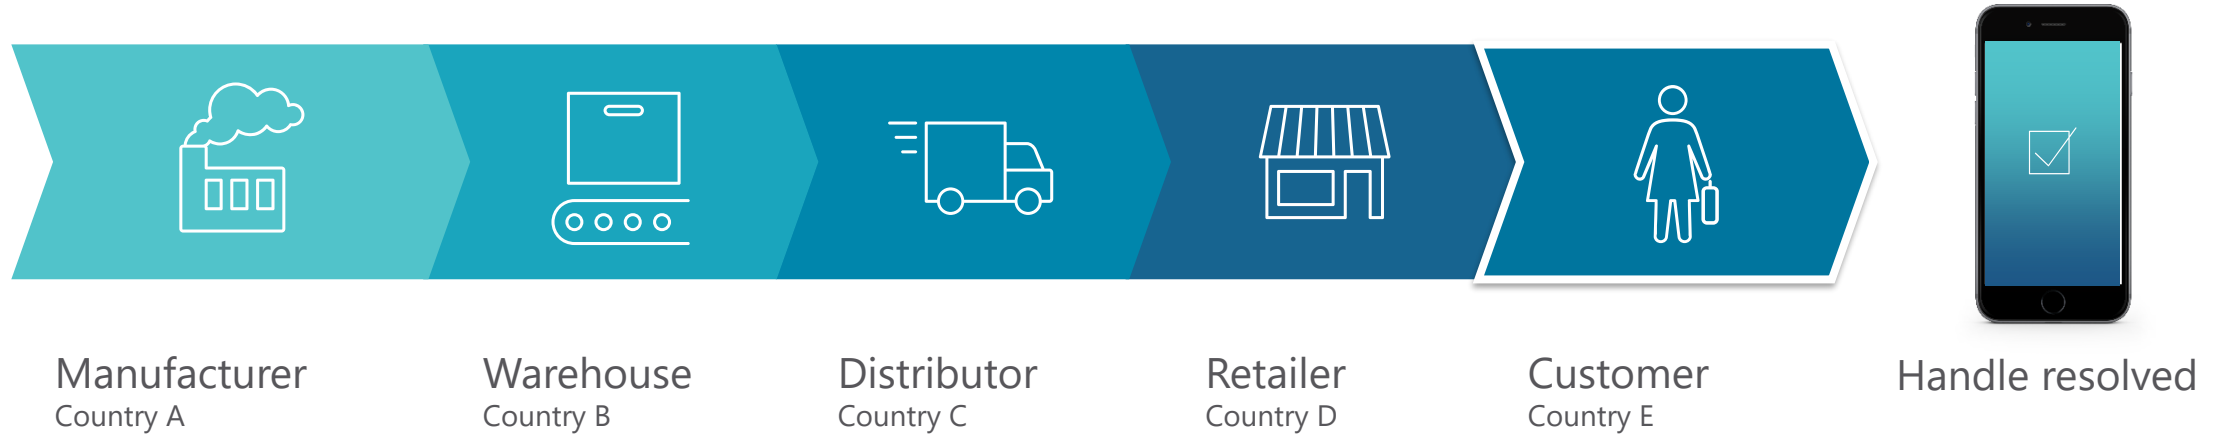 Manufacturer
Country A
Warehouse
Country B
Distributor
Country C
Retailer
Country D
Customer
Country E
Handle resolved